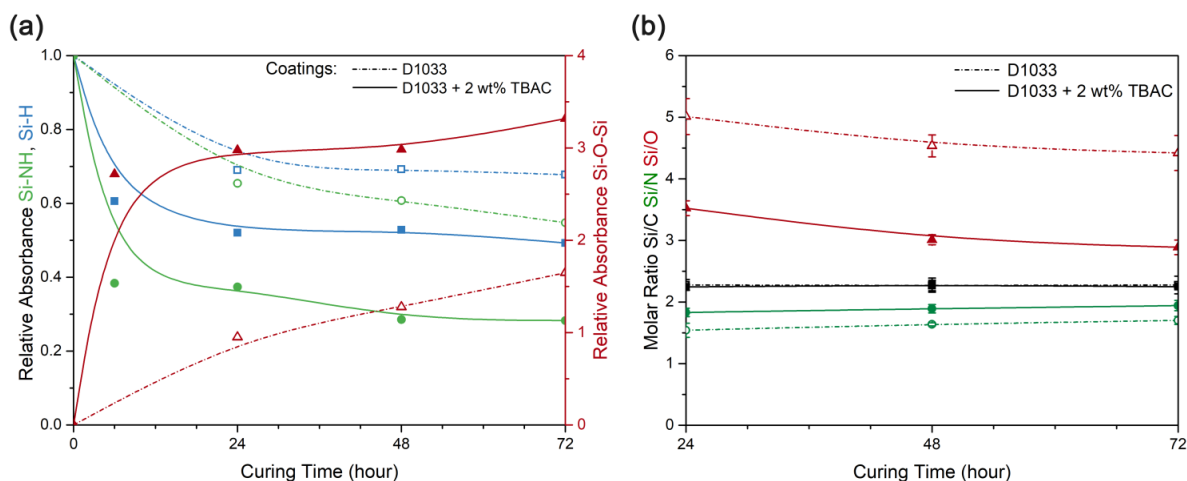 (a)
Coatings:
D1033
D1033 + 2 wt% TBAC
Relative Absorbance Si-NH, Si-H
1.0
0.8
0.6
0.4
0.2
0.0
Relative Absorbance Si-O-Si
4
3
2
1
0
0
24
48
72
Curing Time (hour)
(b)
D1033
D1033 + 2 wt% TBAC
Molar Ratio Si/C Si/N Si/O
6
5
4
3
2
1
0
24
48
72
Curing Time (hour)